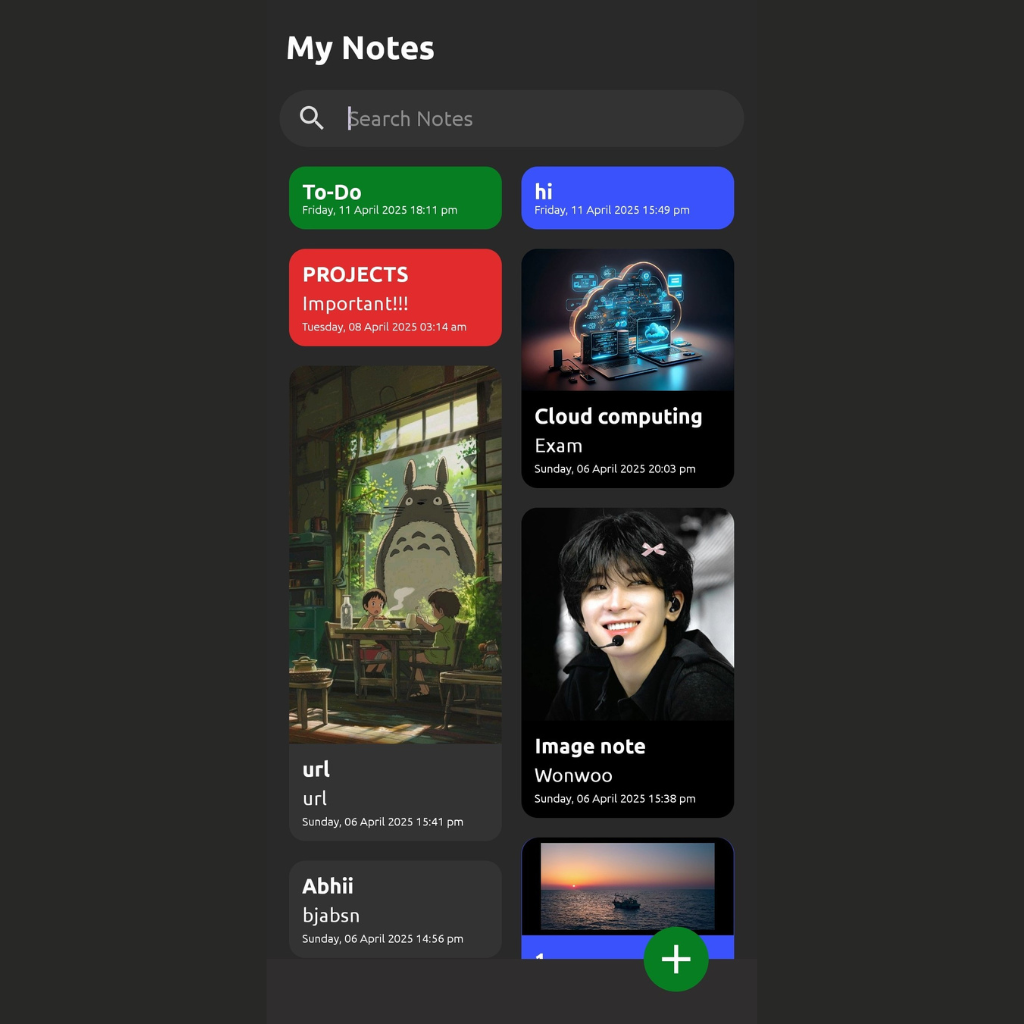 My Notes
Search Notes
To-Do
Friday, 11 April 2025 18:11 pm
hi
Friday, 11 April 2025 15:49 pm
PROJECTS
Important!!!
Tuesday, 08 April 2025 03:14 am
Cloud computing
Exam
Sunday, 06 April 2025 20:03 pm
url
url
Sunday, 06 April 2025 15:41 pm
Image note
Wonwoo
Sunday, 06 April 2025 15:38 pm
Abhii
bjabsn
Sunday, 06 April 2025 14:56 pm